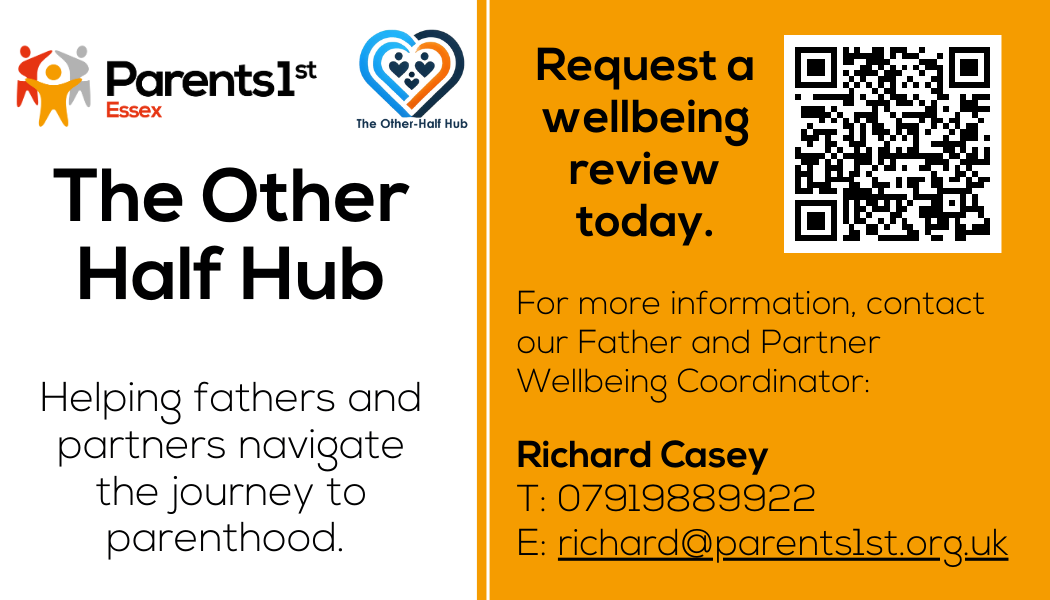 Parents1st
Essex
The Other-Half Hub
The Other
Half Hub
Helping fathers and
partners navigate
the journey to
parenthood.
Request a
wellbeing
review
today.
For more information, contact
our Father and Partner
Wellbeing Coordinator:
Richard Casey
T: 07919889922
E: richard@parents1st.org.uk